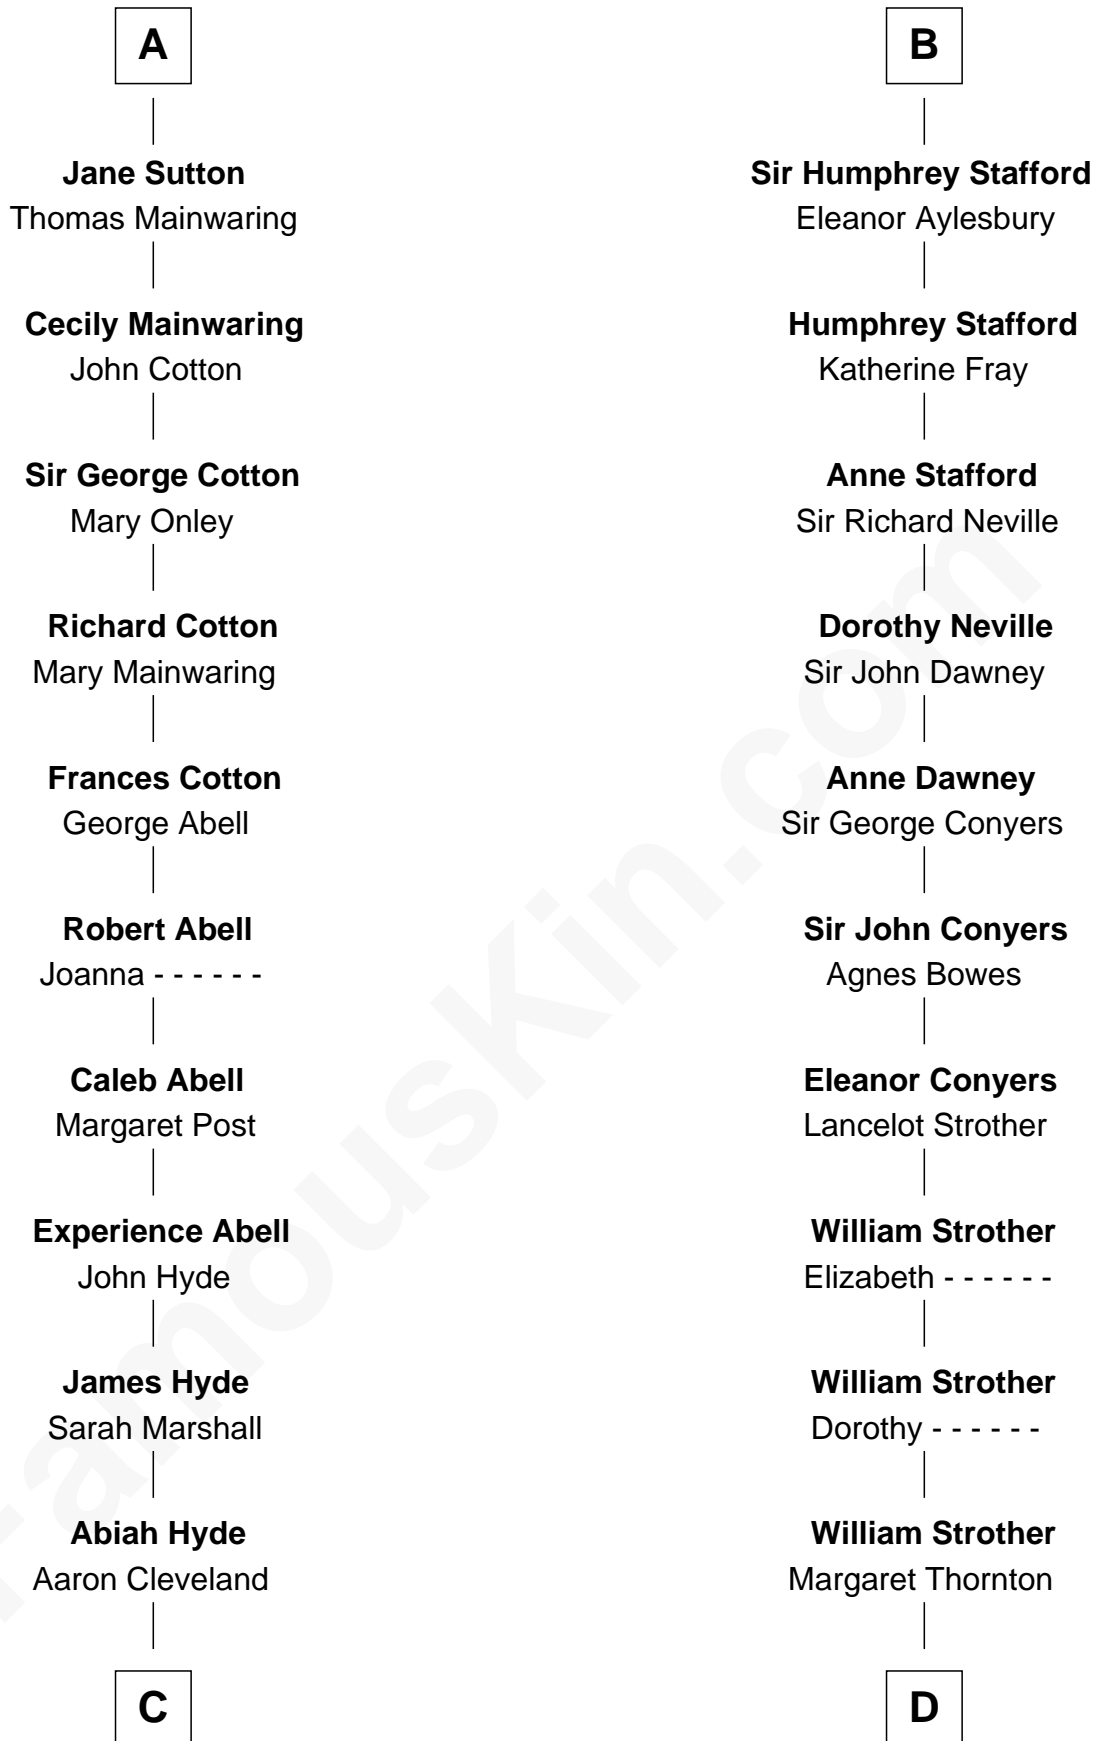 A
Jane Sutton
Thomas Mainwaring
Cecily Mainwaring
John Cotton
Sir George Cotton
Mary Onley
Richard Cotton
Mary Mainwaring
Frances Cotton
George Abell
Robert Abell
Joanna - - - - - -
Caleb Abell
Margaret Post
Experience Abell
John Hyde
James Hyde
Sarah Marshall
Abiah Hyde
Aaron Cleveland
C
B
Sir Humphrey Stafford
Eleanor Aylesbury
Humphrey Stafford
Katherine Fray
Anne Stafford
Sir Richard Neville
Dorothy Neville
Sir John Dawney
Anne Dawney
Sir George Conyers
Sir John Conyers
Agnes Bowes
Eleanor Conyers
Lancelot Strother
William Strother
Elizabeth - - - - - -
William Strother
Dorothy - - - - - -
William Strother
Margaret Thornton
D
FamousKin.com